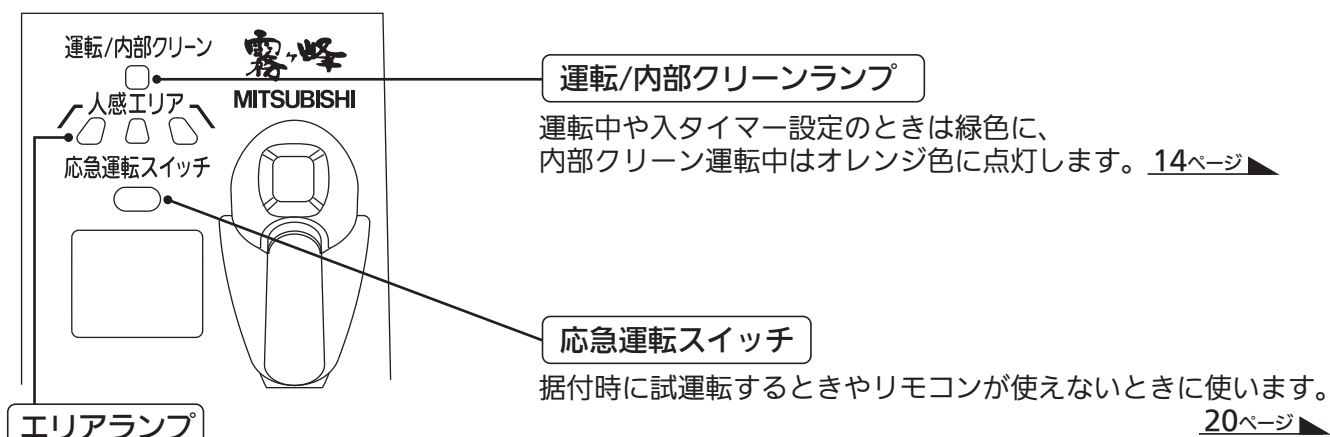 運転/内部クリーン
霧ヶ峰
MITSUBISHI
人感エリア
応急運転スイッチ
運転/内部クリーンランプ
運転中や入タイマー設定のときは緑色に、
内部クリーン運転中はオレンジ色に点灯します。14ページ
応急運転スイッチ
据付時に試運転するときやリモコンが使えないときに使います。
20ページ
エリアランプ